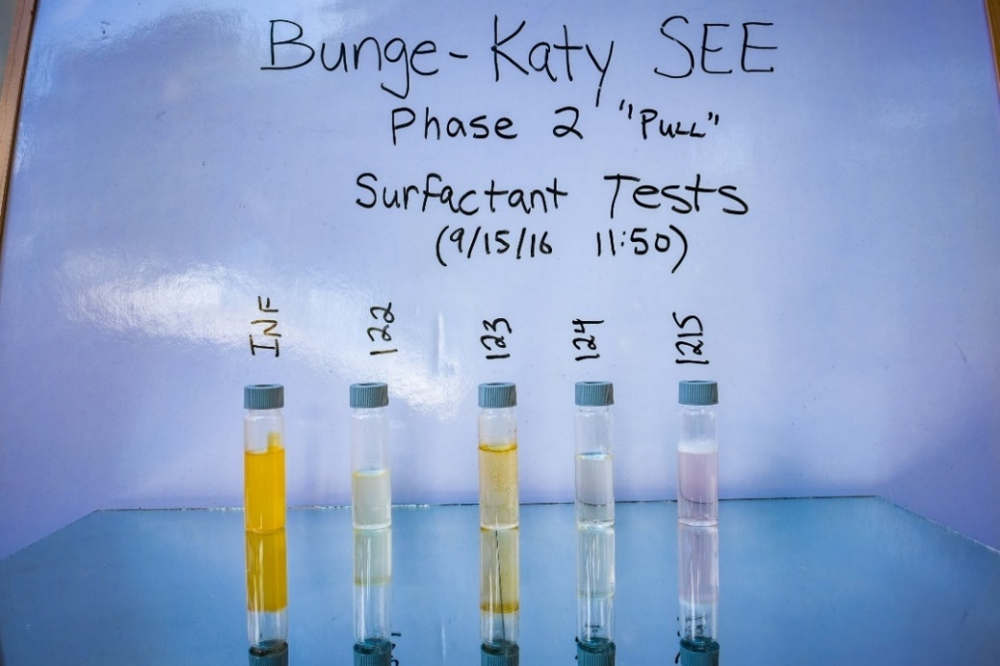 Bunge-Katy SEE
Phase 2 "PULL"
Surfactant Tests
(9/15/16 11:50)
INF 122 123 124 1215